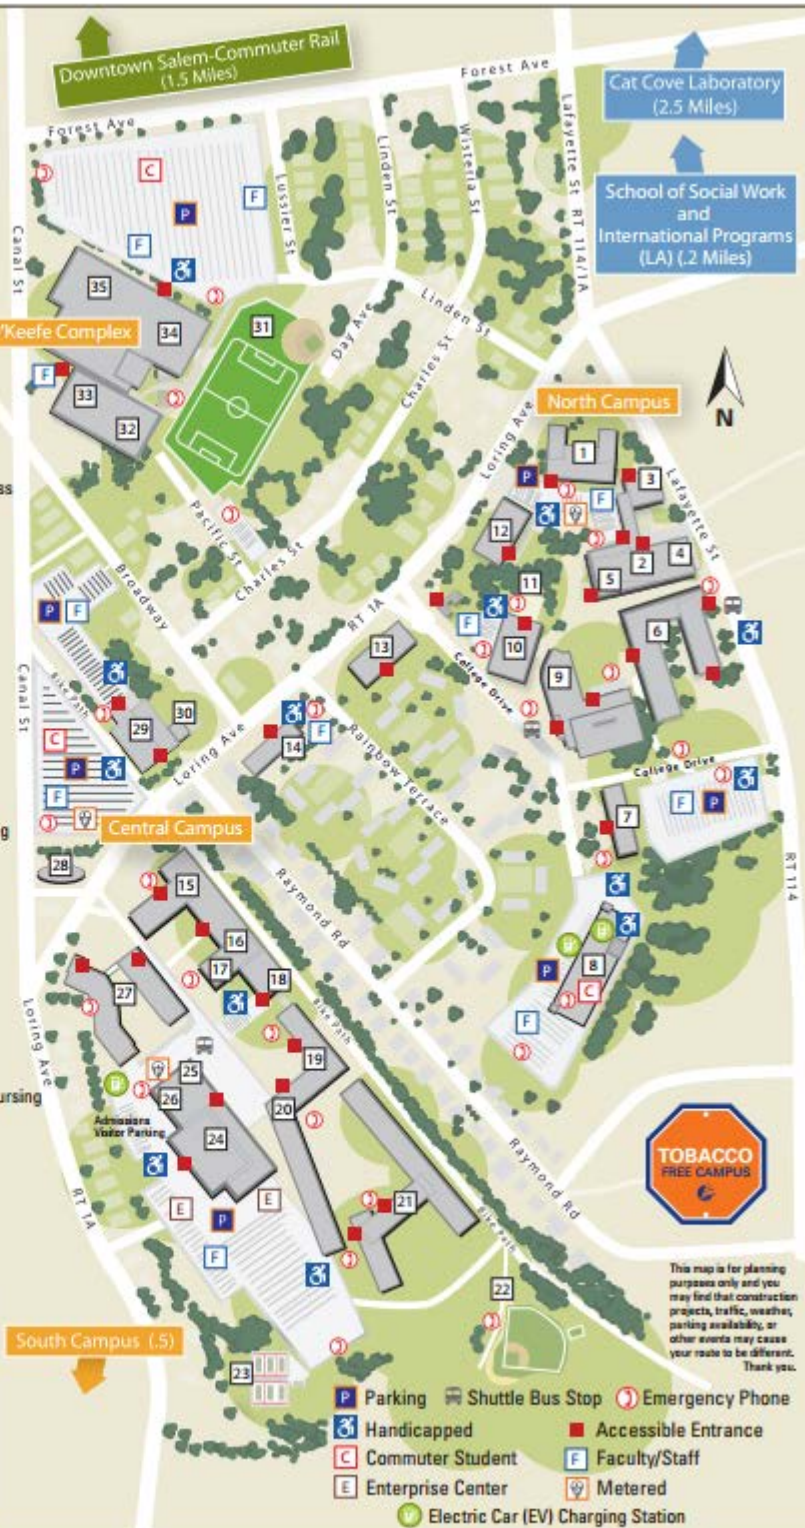 Downtown Salem-Commuter Rail
(1.5 Miles)
Forest Ave
Cat Cove Laboratory
(2.5 Miles)
Forest Ave
School of Social Work
and
International Programs
(LA) (.2 Miles)
Lafayette St RT 114/1A
Wisteria St
Linden St
Lussier St
C
F
P
F
Canal St
35
34
31
Day Ave
Linden St
Charles St
'Keefe Complex
F
33
32
North Campus
N
Loring Ave
1
3
P
F
12
2
4
5
Lafayette St
Pacific St
Charles St
Broadway
11
RT 1A
F
10
6
P
F
13
9
College Drive
Canal St
Bike Path
29
30
Loring Ave
14
F
Rainbow Terrace
C
P
F
College Drive
F
P
7
Central Campus
28
RT 114
15
16
17
18
Raymond Rd
P
8
C
F
27
Loring Ave
Bike Path
19
25
26
20
24
ursing
Admissions
Visitor Parking
TOBACCO
FREE CAMPUS
Raymond Rd
E
E
P
F
21
RT 1A
Bike Path
22
This map is for planning
purposes only and you
may find that construction
projects, traffic, weather,
parking availability, or
other events may cause
your route to be different.
Thank you.
South Campus (.5)
23
P Parking Shuttle Bus Stop Emergency Phone
Handicapped Accessible Entrance
C Commuter Student F Faculty/Staff
E Enterprise Center Metered
Electric Car (EV) Charging Station